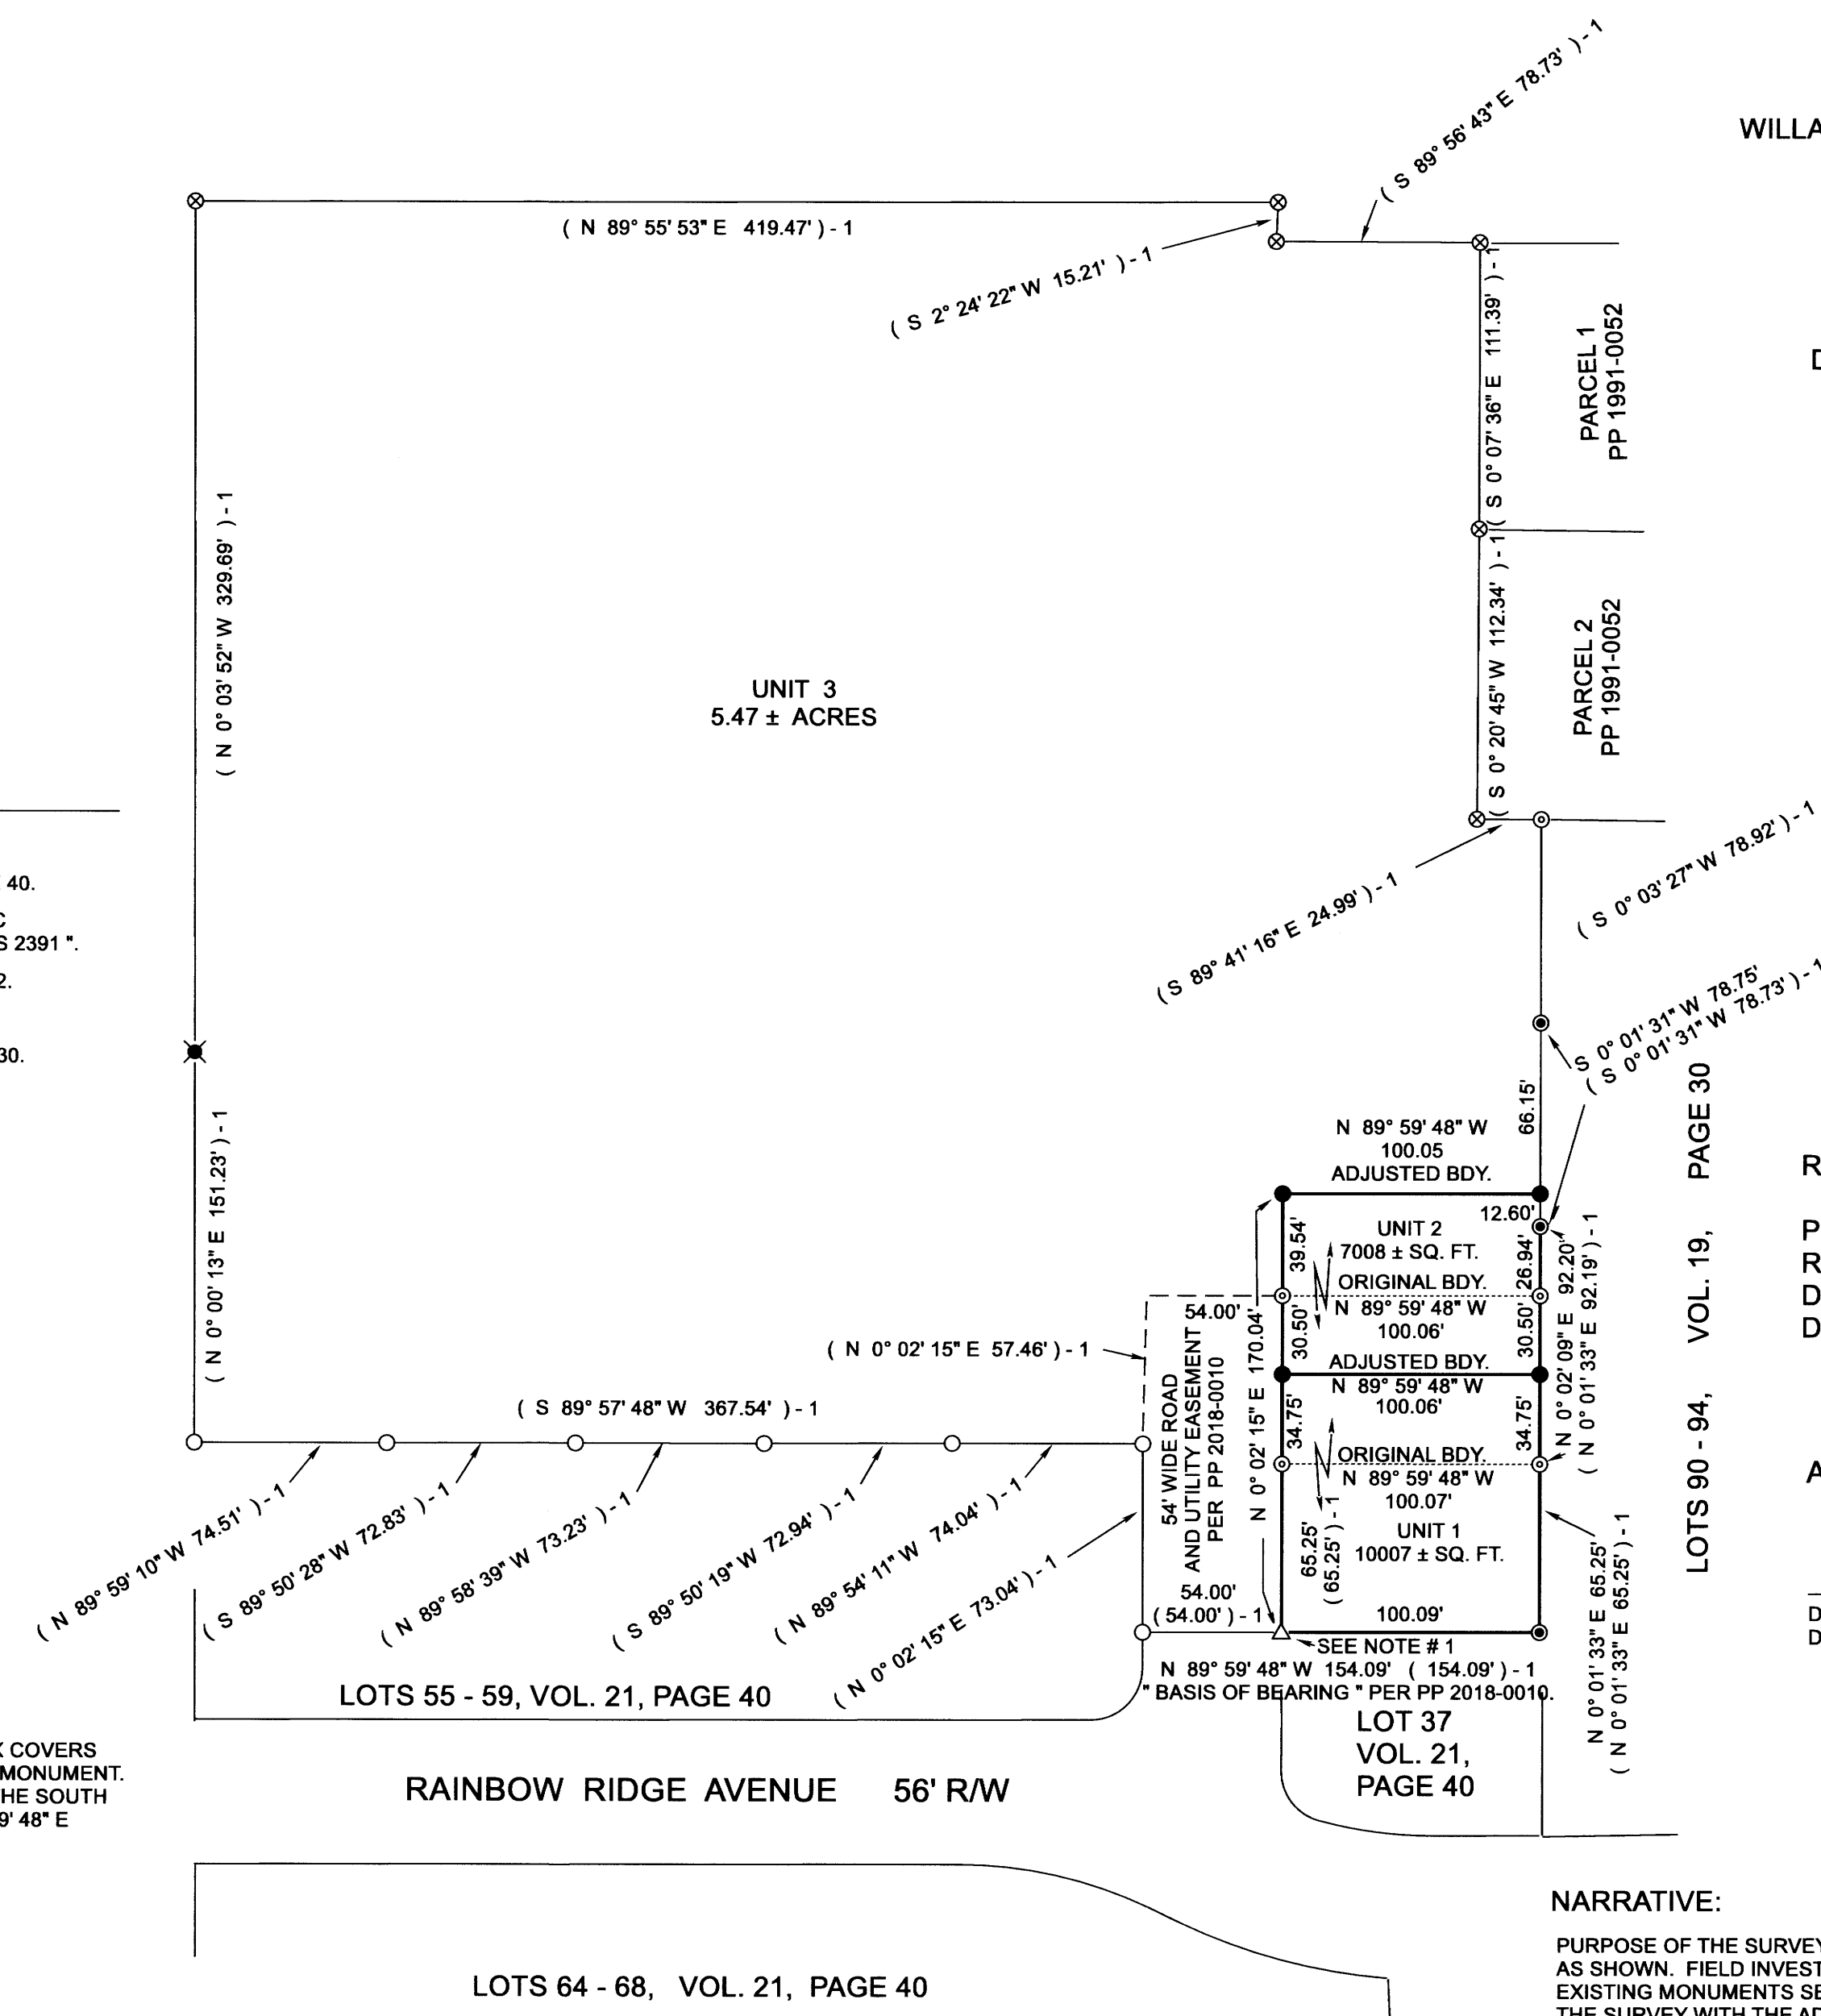 ( S 89° 56' 43" E 78.73' ) - 1
WILLA
( N 89° 55' 53" E 419.47' ) - 1
( S 2° 24' 22" W 15.21' ) - 1
( S 0° 07' 36" E 111.39' ) - 1
PARCEL 1
PP 1991-0052
( N 0° 03' 52" W 329.69' ) - 1
UNIT 3
5.47 ± ACRES
( S 0° 20' 45" W 112.34' ) - 1
PARCEL 2
PP 1991-0052
40.
S 2391 ".
2.
30.
( S 89° 41' 16" E 24.99' ) - 1
( S 0° 03' 27" W 78.92' ) - 1
S 0° 01' 31" W 78.75'
( S 0° 01' 31" W 78.73' ) - 1
66.15'
LOTS 90 - 94, VOL. 19, PAGE 30
( N 0° 00' 13" E 151.23' ) - 1
N 89° 59' 48" W
100.05
ADJUSTED BDY.
12.60'
39.54'
UNIT 2
7008 ± SQ. FT.
26.94'
ORIGINAL BDY.
N 89° 59' 48" W
100.06'
30.50'
30.50'
54.00'
( N 0° 02' 15" E 57.46' ) - 1
54' WIDE ROAD
AND UTILITY EASEMENT
PER PP 2018-0010
N 0° 02' 15" E 170.04'
N 0° 02' 09" E 92.20'
( N 0° 01' 33" E 92.19' ) - 1
ADJUSTED BDY.
N 89° 59' 48" W
100.06'
34.75'
34.75'
( S 89° 57' 48" W 367.54' ) - 1
ORIGINAL BDY.
N 89° 59' 48" W
100.07'
UNIT 1
10007 ± SQ. FT.
65.25'
( 65.25' ) - 1
( N 89° 59' 10" W 74.51' ) - 1
( S 89° 50' 28" W 72.83' ) - 1
( N 89° 58' 39" W 73.23' ) - 1
( S 89° 50' 19" W 72.94' ) - 1
( N 89° 54' 11" W 74.04' ) - 1
( N 0° 02' 15" E 73.04' ) - 1
54.00'
( 54.00' ) - 1
100.09'
SEE NOTE # 1
N 89° 59' 48" W 154.09' ( 154.09' ) - 1
" BASIS OF BEARING " PER PP 2018-0010.
N 0° 01' 33" E 65.25'
( N 0° 01' 33" E 65.25' ) - 1
LOTS 55 - 59, VOL. 21, PAGE 40
LOT 37
VOL. 21,
PAGE 40
X COVERS
MONUMENT.
HE SOUTH
9' 48" E
RAINBOW RIDGE AVENUE 56' R/W
LOTS 64 - 68, VOL. 21, PAGE 40
NARRATIVE:
PURPOSE OF THE SURVEY
AS SHOWN. FIELD INVEST
EXISTING MONUMENTS SE
THE SURVEY WITH THE AD